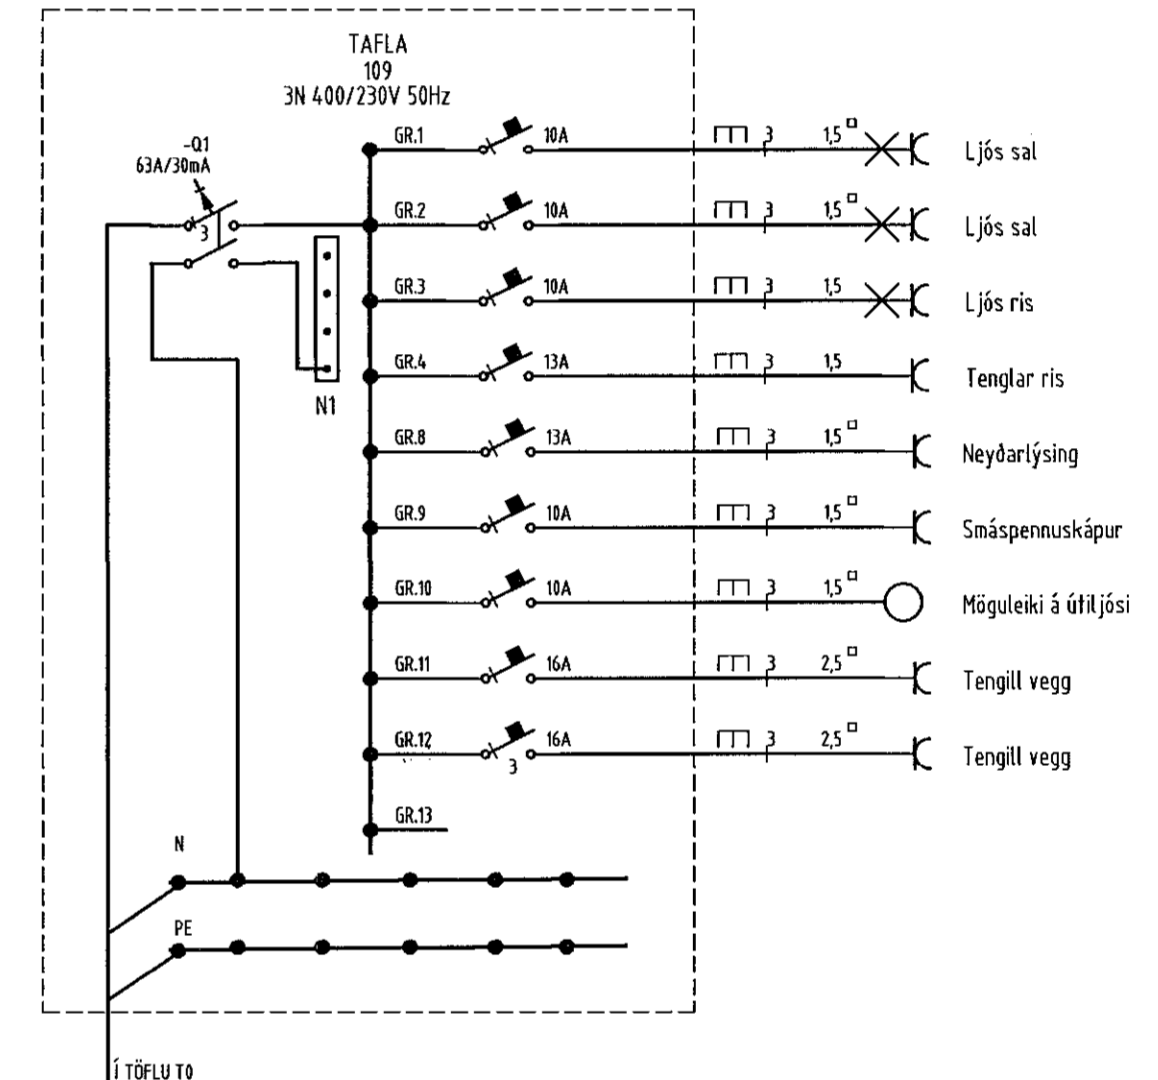 TAFLA
109
3N 400/230V 50Hz
-Q1
63A/30mA
3
N1
GR.1 10A 3 1,5 Ljós sal
GR.2 10A 3 1,5 Ljós sal
GR.3 10A 3 1,5 Ljós ris
GR.4 13A 3 1,5 Tenglar ris
GR.8 13A 3 1,5 Neyðarlýsing
GR.9 10A 3 1,5 Smáspennuskápur
GR.10 10A 3 1,5 Möguleiki á útiljósi
GR.11 16A 3 2,5 Tengill vegg
GR.12 16A 3 2,5 Tengill vegg
3
GR.13
N
PE
Í TÖFLU T0